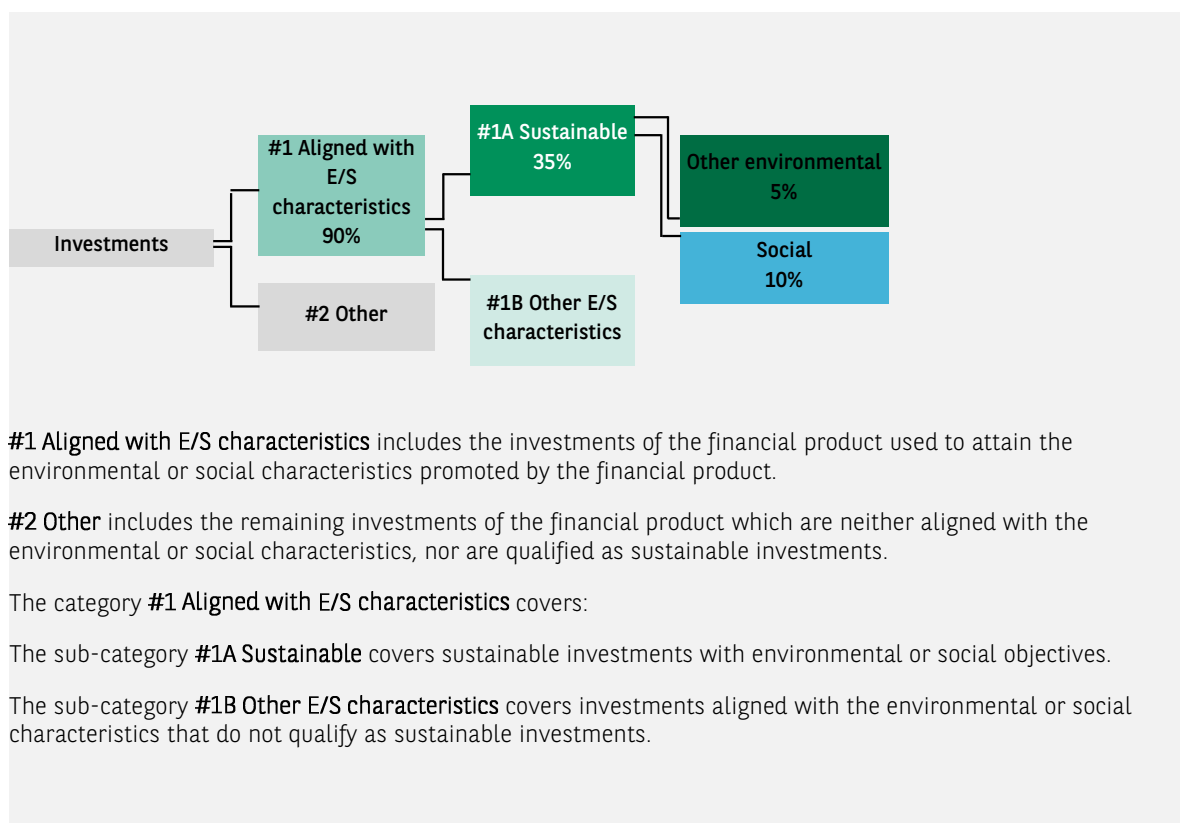 #1A Sustainable
35%
#1 Aligned with
E/S
characteristics
90%
Other environmental
5%
Investments
Social
10%
#2 Other
#1B Other E/S
characteristics
#1 Aligned with E/S characteristics includes the investments of the financial product used to attain the
environmental or social characteristics promoted by the financial product.
#2 Other includes the remaining investments of the financial product which are neither aligned with the
environmental or social characteristics, nor are qualified as sustainable investments.
The category #1 Aligned with E/S characteristics covers:
The sub-category #1A Sustainable covers sustainable investments with environmental or social objectives.
The sub-category #1B Other E/S characteristics covers investments aligned with the environmental or social
characteristics that do not qualify as sustainable investments.